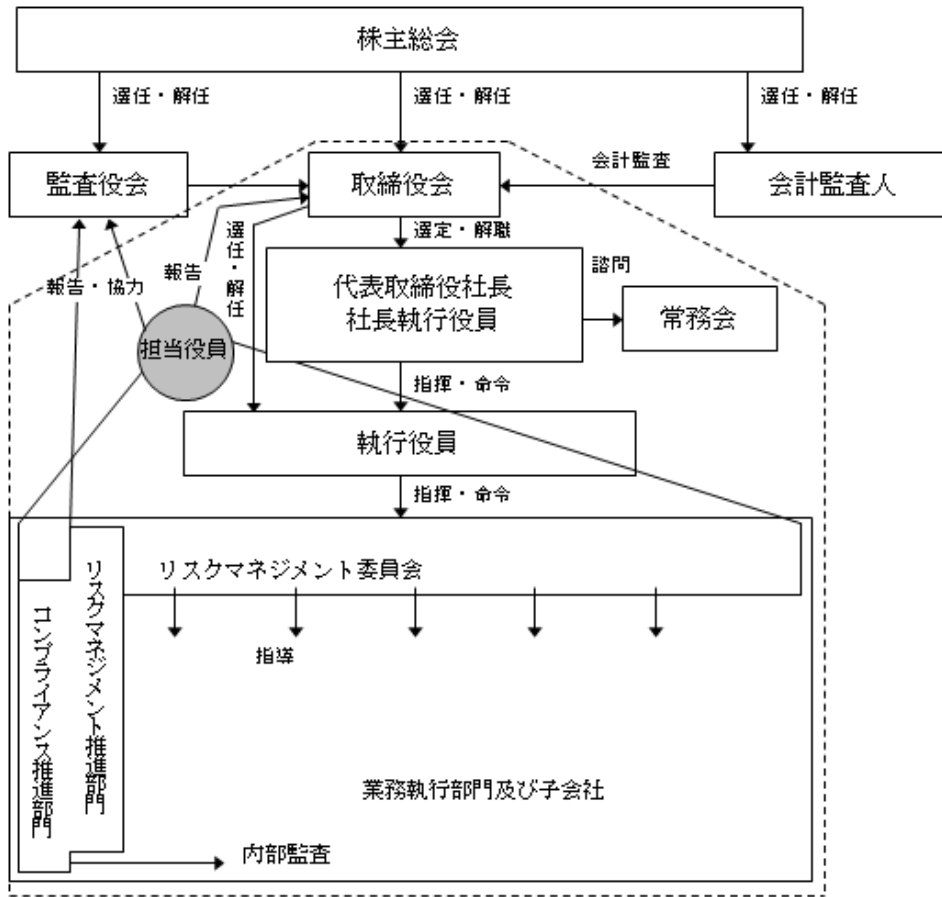 株主総会
選任・解任
選任・解任
選任・解任
監査役会
取締役会
会計監査
会計監査人
選任・解任
選定・解職
報告
報告・協力
担当役員
代表取締役社長
社長執行役員
諮問
常務会
指揮・命令
執行役員
指揮・命令
リスクマネジメント委員会
リスクマネジメント推進部門
コンプライアンス推進部門
指導
業務執行部門及び子会社
内部監査